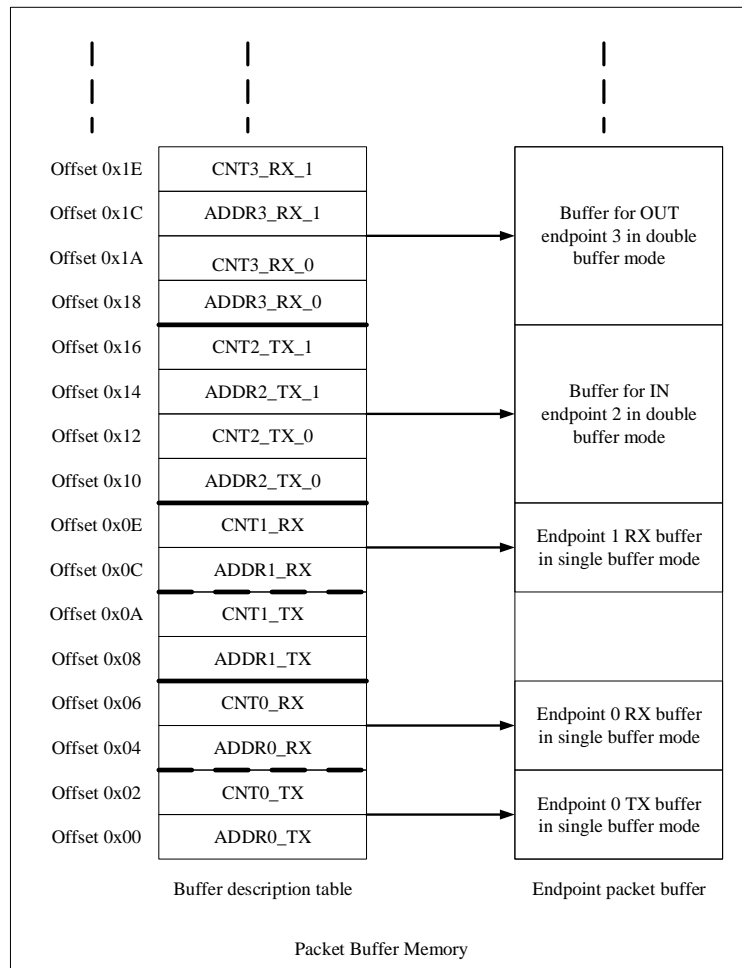 Offset 0x1E
CNT3_RX_1
Offset 0x1C
ADDR3_RX_1
Offset 0x1A
CNT3_RX_0
Offset 0x18
ADDR3_RX_0
Buffer for OUT
endpoint 3 in double
buffer mode
Offset 0x16
CNT2_TX_1
Offset 0x14
ADDR2_TX_1
Offset 0x12
CNT2_TX_0
Offset 0x10
ADDR2_TX_0
Buffer for IN
endpoint 2 in double
buffer mode
Offset 0x0E
CNT1_RX
Offset 0x0C
ADDR1_RX
Endpoint 1 RX buffer
in single buffer mode
Offset 0x0A
CNT1_TX
Offset 0x08
ADDR1_TX
Offset 0x06
CNT0_RX
Offset 0x04
ADDR0_RX
Endpoint 0 RX buffer
in single buffer mode
Offset 0x02
CNT0_TX
Offset 0x00
ADDR0_TX
Endpoint 0 TX buffer
in single buffer mode
Buffer description table
Endpoint packet buffer
Packet Buffer Memory